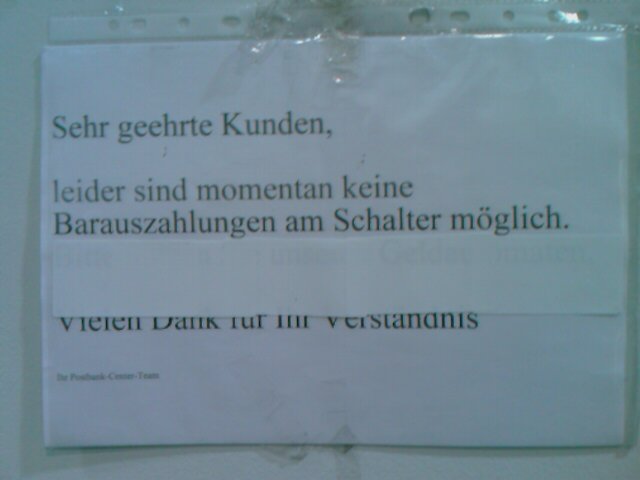 Sehr geehrte Kunden,
leider sind momentan keine
Barauszahlungen am Schalter möglich.
Vielen Dank für Ihr Verständnis
Ihr Postbank-Center-Team